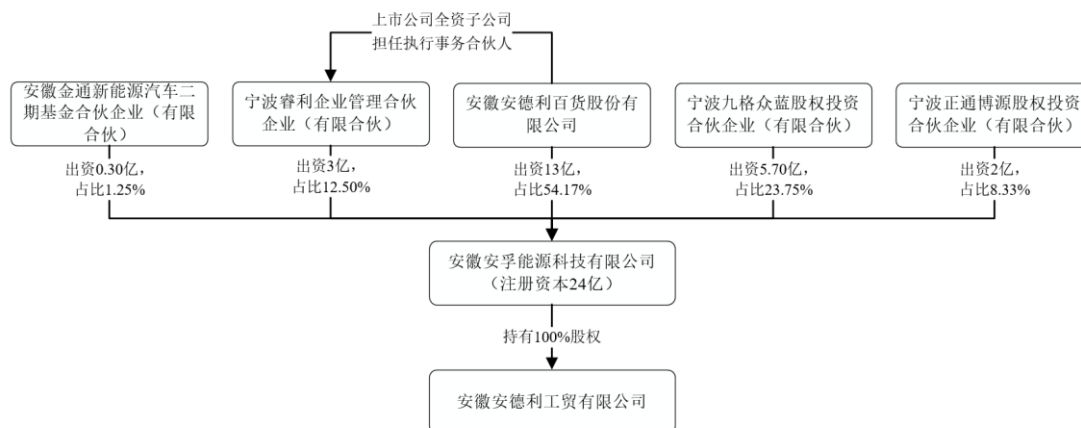 上市公司全资子公司
担任执行事务合伙人
安徽金通新能源汽车二
期基金合伙企业（有限
合伙）
宁波睿利企业管理合伙
企业（有限合伙）
安徽安德利百货股份有
限公司
宁波九格众蓝股权投资
合伙企业（有限合伙）
宁波正通博源股权投资
合伙企业（有限合伙）
出资0.30亿，
占比1.25%
出资3亿，
占比12.50%
出资13亿，
占比54.17%
出资5.70亿，
占比23.75%
出资2亿，
占比8.33%
安徽安孚能源科技有限公司
（注册资本24亿）
持有100%股权
安徽安德利工贸有限公司